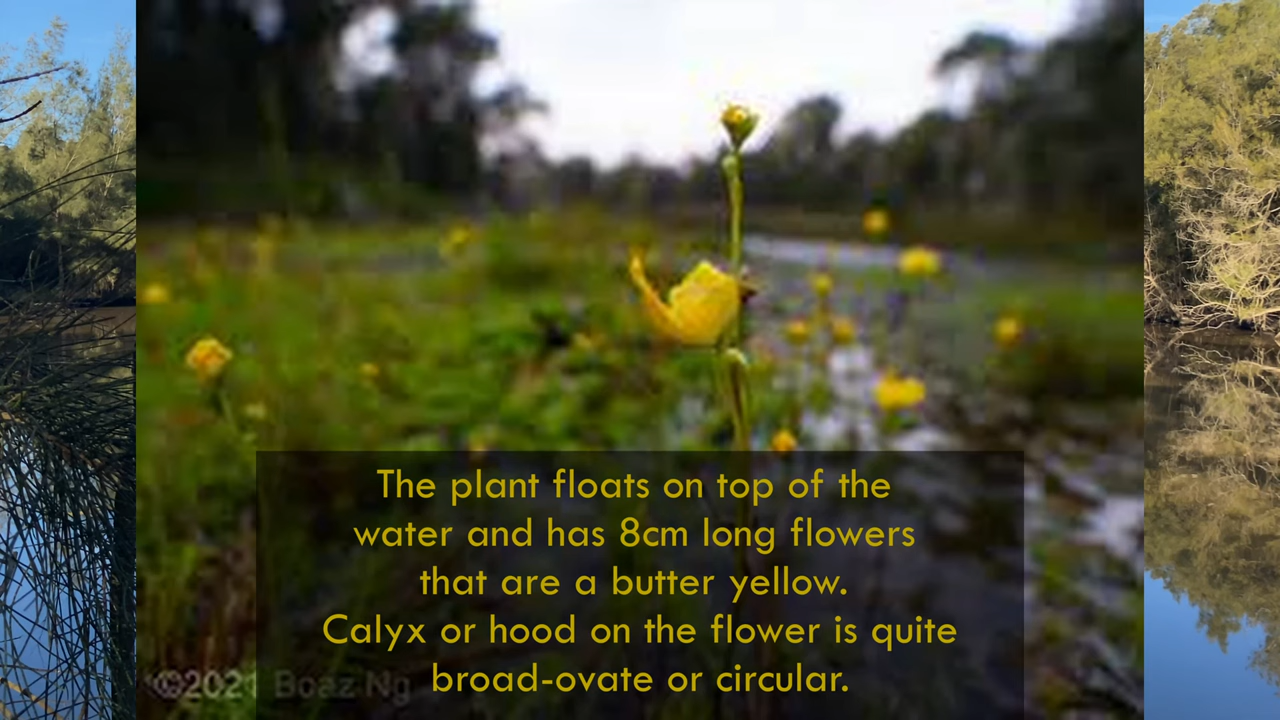 The plant floats on top of the
water and has 8cm long flowers
that are a butter yellow.
Calyx or hood on the flower is quite
broad-ovate or circular.
©2021 Boaz Ng